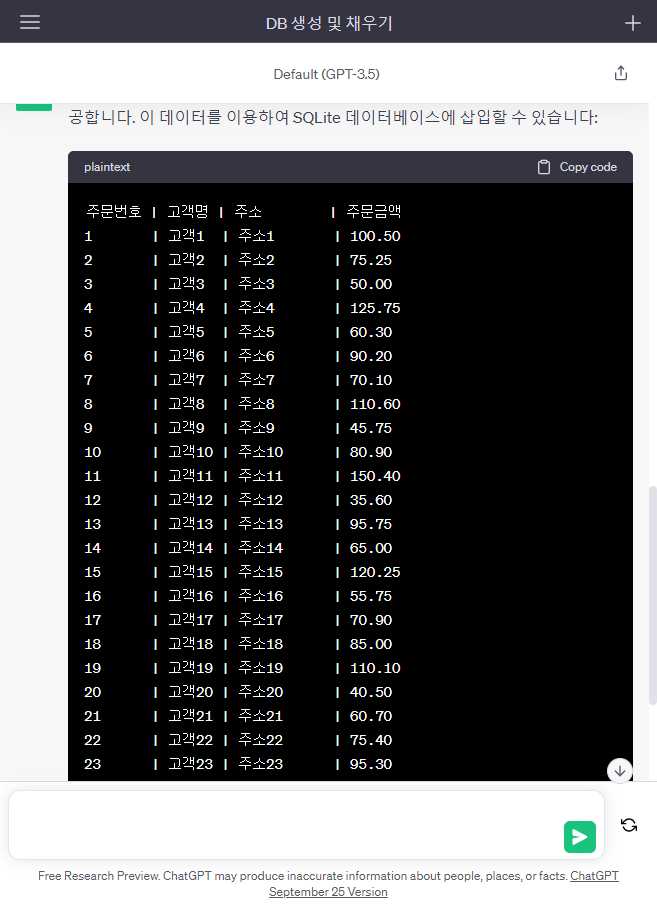 DB 생성 및 채우기
Default (GPT-3.5)
공합니다. 이 데이터를 이용하여 SQLite 데이터베이스에 삽입할 수 있습니다:
plaintext Copy code
주문번호 | 고객명 | 주소 | 주문금액
1 | 고객1 | 주소1 | 100.50
2 | 고객2 | 주소2 | 75.25
3 | 고객3 | 주소3 | 50.00
4 | 고객4 | 주소4 | 125.75
5 | 고객5 | 주소5 | 60.30
6 | 고객6 | 주소6 | 90.20
7 | 고객7 | 주소7 | 70.10
8 | 고객8 | 주소8 | 110.60
9 | 고객9 | 주소9 | 45.75
10 | 고객10 | 주소10 | 80.90
11 | 고객11 | 주소11 | 150.40
12 | 고객12 | 주소12 | 35.60
13 | 고객13 | 주소13 | 95.75
14 | 고객14 | 주소14 | 65.00
15 | 고객15 | 주소15 | 120.25
16 | 고객16 | 주소16 | 55.75
17 | 고객17 | 주소17 | 70.90
18 | 고객18 | 주소18 | 85.00
19 | 고객19 | 주소19 | 110.10
20 | 고객20 | 주소20 | 40.50
21 | 고객21 | 주소21 | 60.70
22 | 고객22 | 주소22 | 75.40
23 | 고객23 | 주소23 | 95.30
Free Research Preview. ChatGPT may produce inaccurate information about people, places, or facts. ChatGPT
September 25 Version